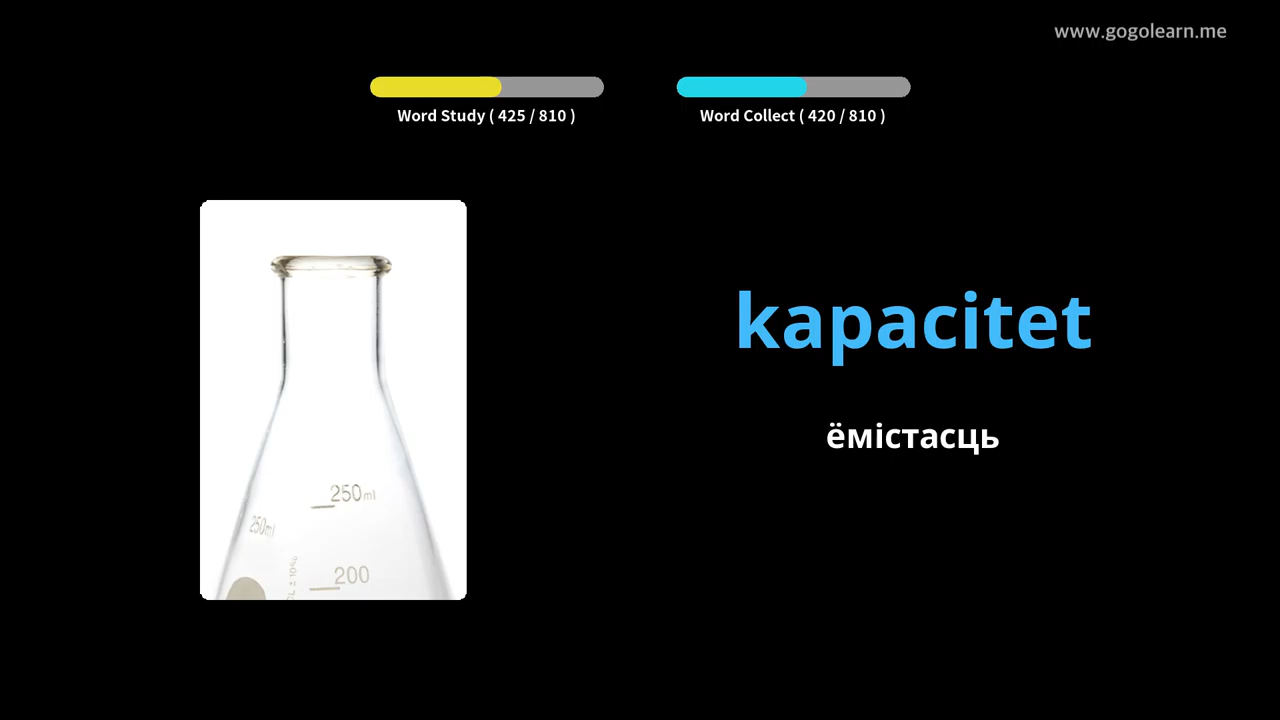 www.gogolearn.me
Word Study ( 425 / 810 )
Word Collect ( 420 / 810 )
kapacitet
ёмістасць
250ml
250ml
200